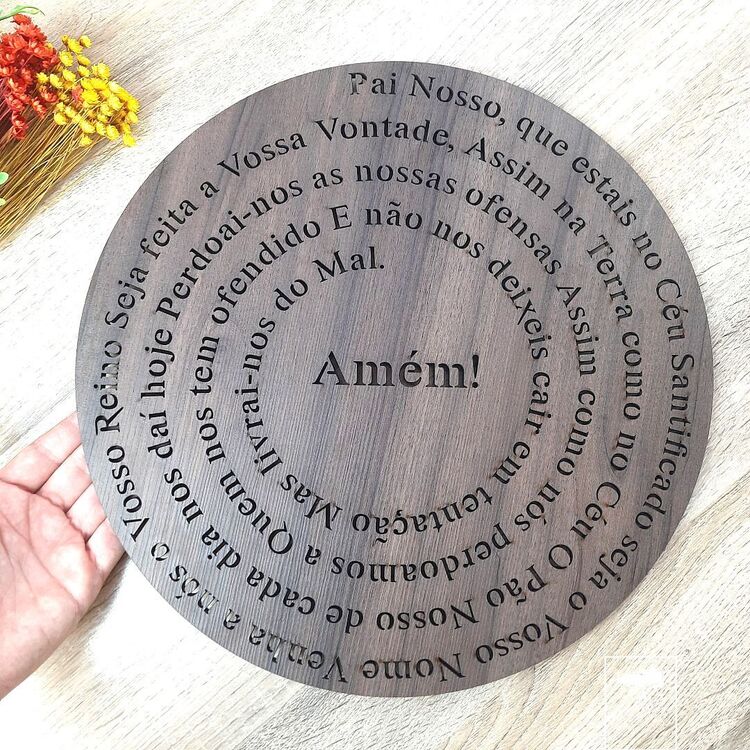 Pai Nosso, que estais no Céu Santificado seja o Vosso Nome Venha a nós o Vosso Reino Seja feita a Vossa Vontade, Assim na Terra como no Céu O Pão Nosso de cada dia nos daí hoje Perdoai-nos as nossas ofensas Assim como nós perdoamos a Quem nos tem ofendido E não nos deixeis cair em tentação Mas livrai-nos do Mal.
Amém!